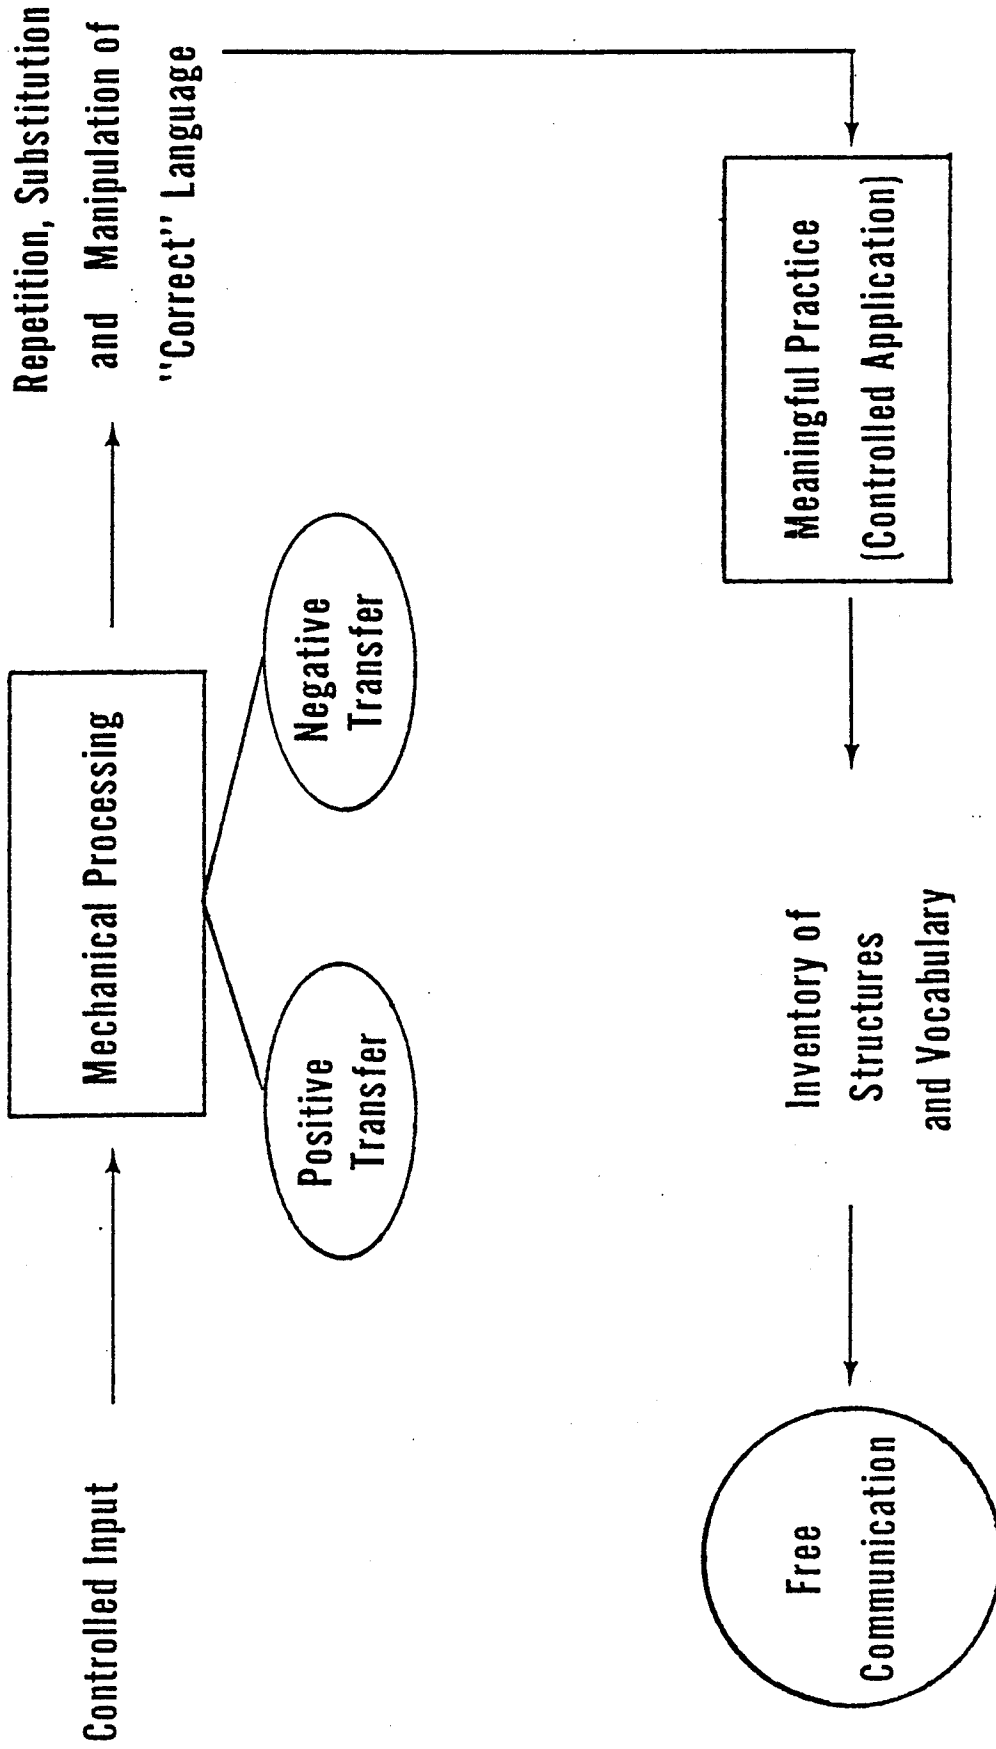 Controlled Input
Mechanical Processing
Repetition, Substitution
and Manipulation of
"Correct" Language
Positive
Transfer
Negative
Transfer
Meaningful Practice
(Controlled Application)
Inventory of
Structures
and Vocabulary
Free
Communication